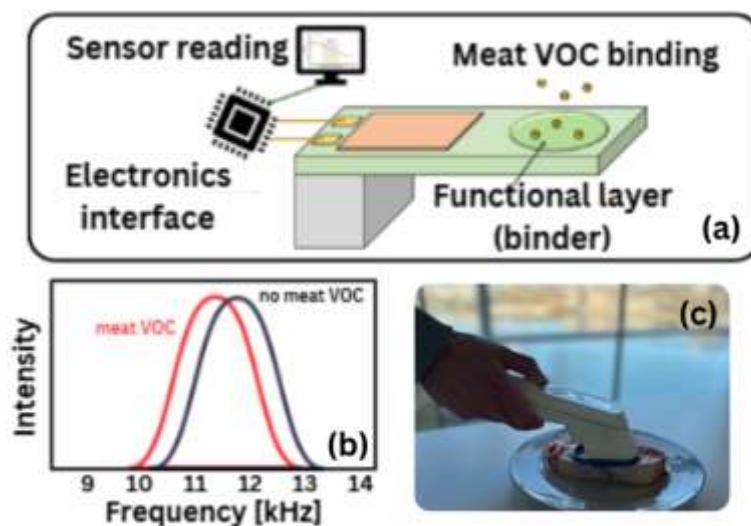 Sensor reading
Meat VOC binding
Electronics
interface
Functional layer
(binder)
(a)
no meat VOC
meat VOC
(b)
Intensity
9 10 11 12 13 14
Frequency [kHz]
(c)